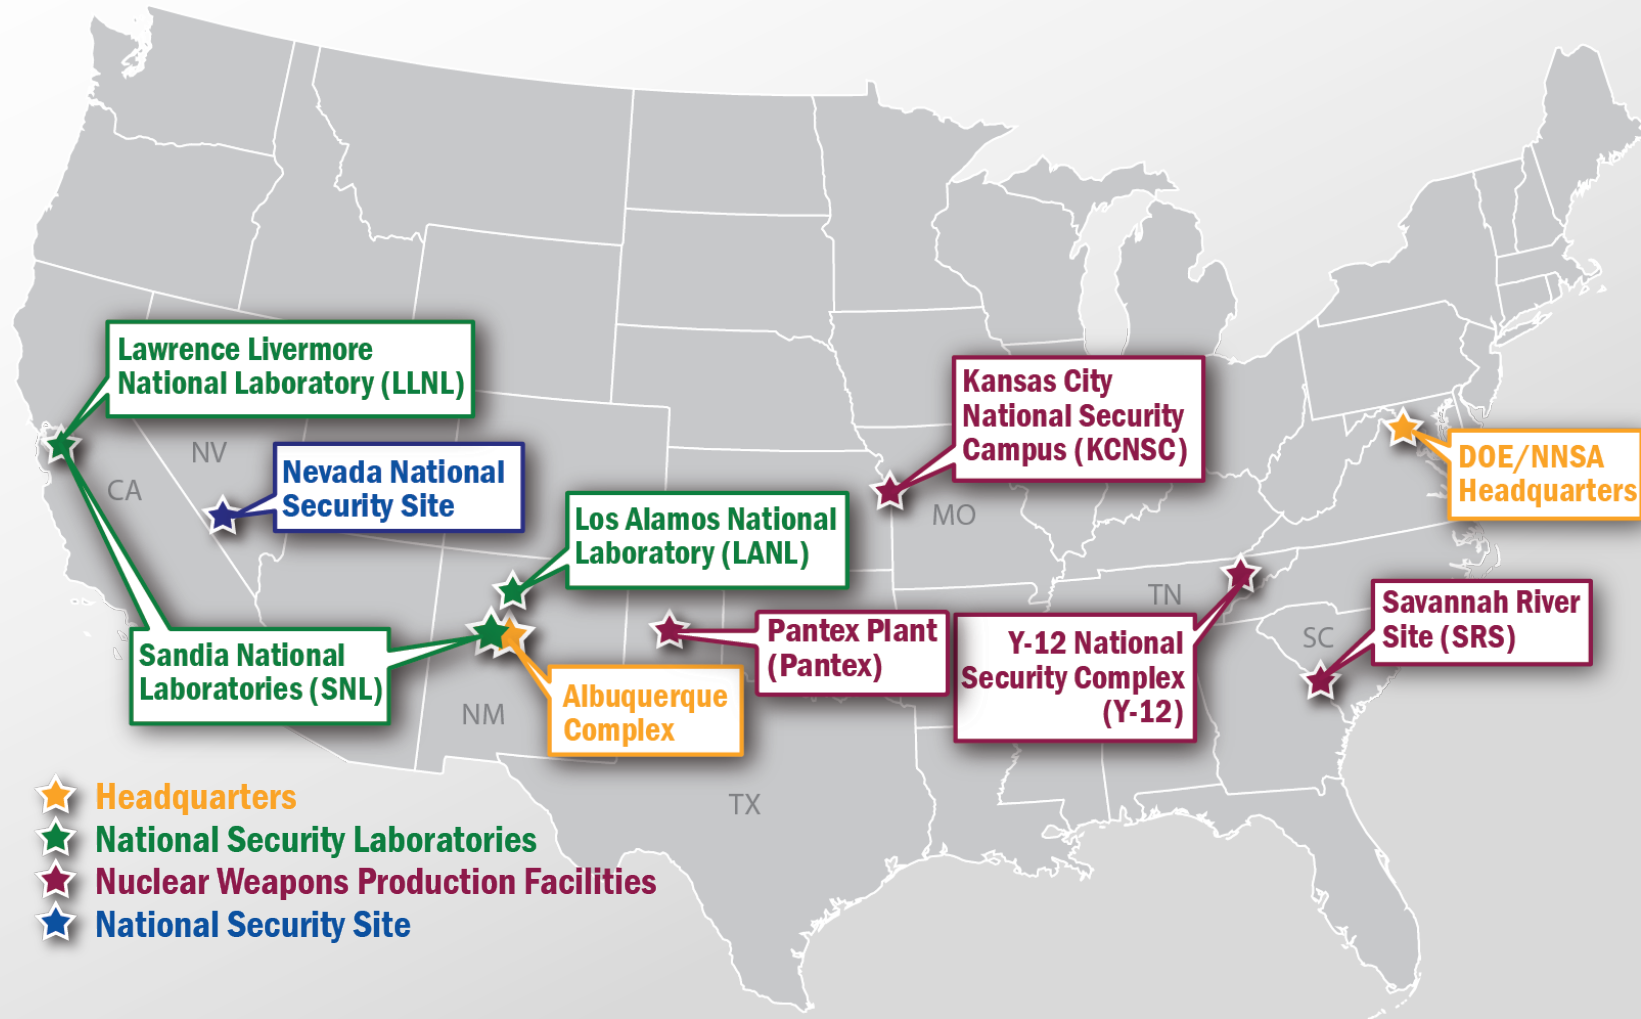 Lawrence Livermore
National Laboratory (LLNL)
NV
CA
Nevada National
Security Site
Kansas City
National Security
Campus (KCNSC)
MO
DOE/NNSA
Headquarters
Los Alamos National
Laboratory (LANL)
TN
Savannah River
Site (SRS)
SC
Pantex Plant
(Pantex)
Y-12 National
Security Complex
(Y-12)
Sandia National
Laboratories (SNL)
NM
Albuquerque
Complex
TX
Headquarters
National Security Laboratories
Nuclear Weapons Production Facilities
National Security Site